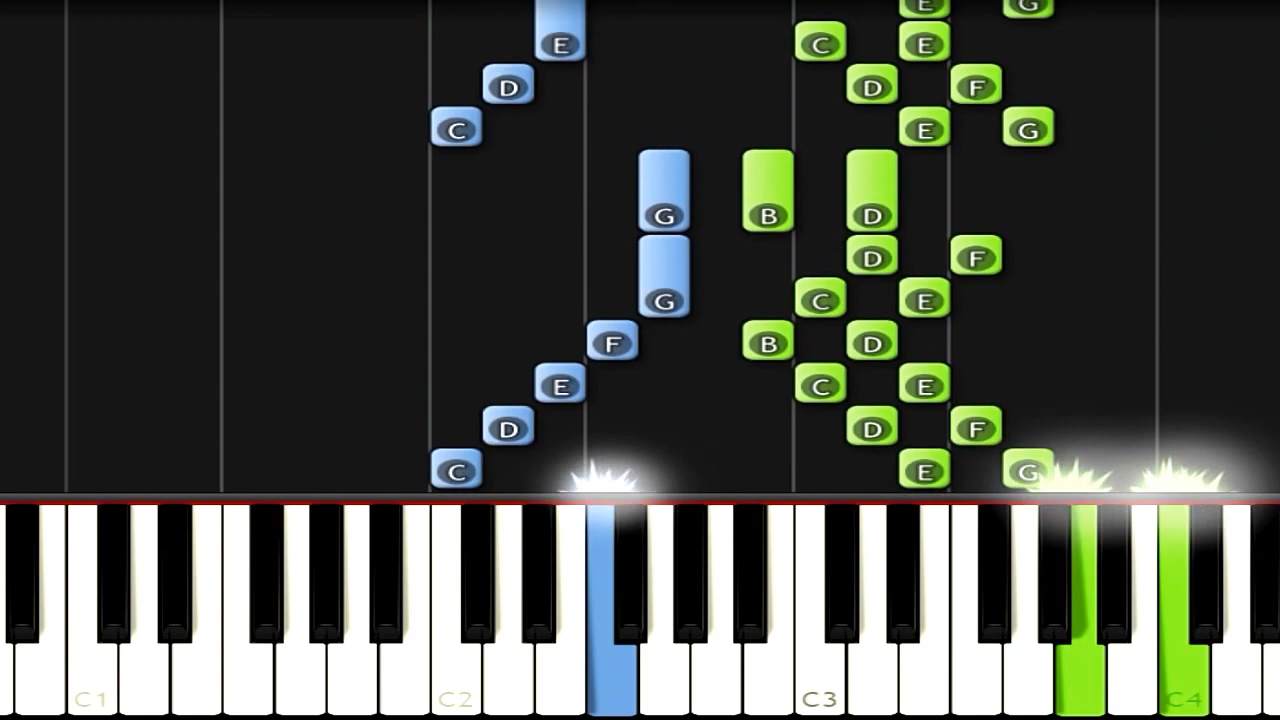 E G
E C E
D D F
C E G
G B D
D F
G C E
F B D
E C E
D D F
C E G
C1 C2 C3 C4